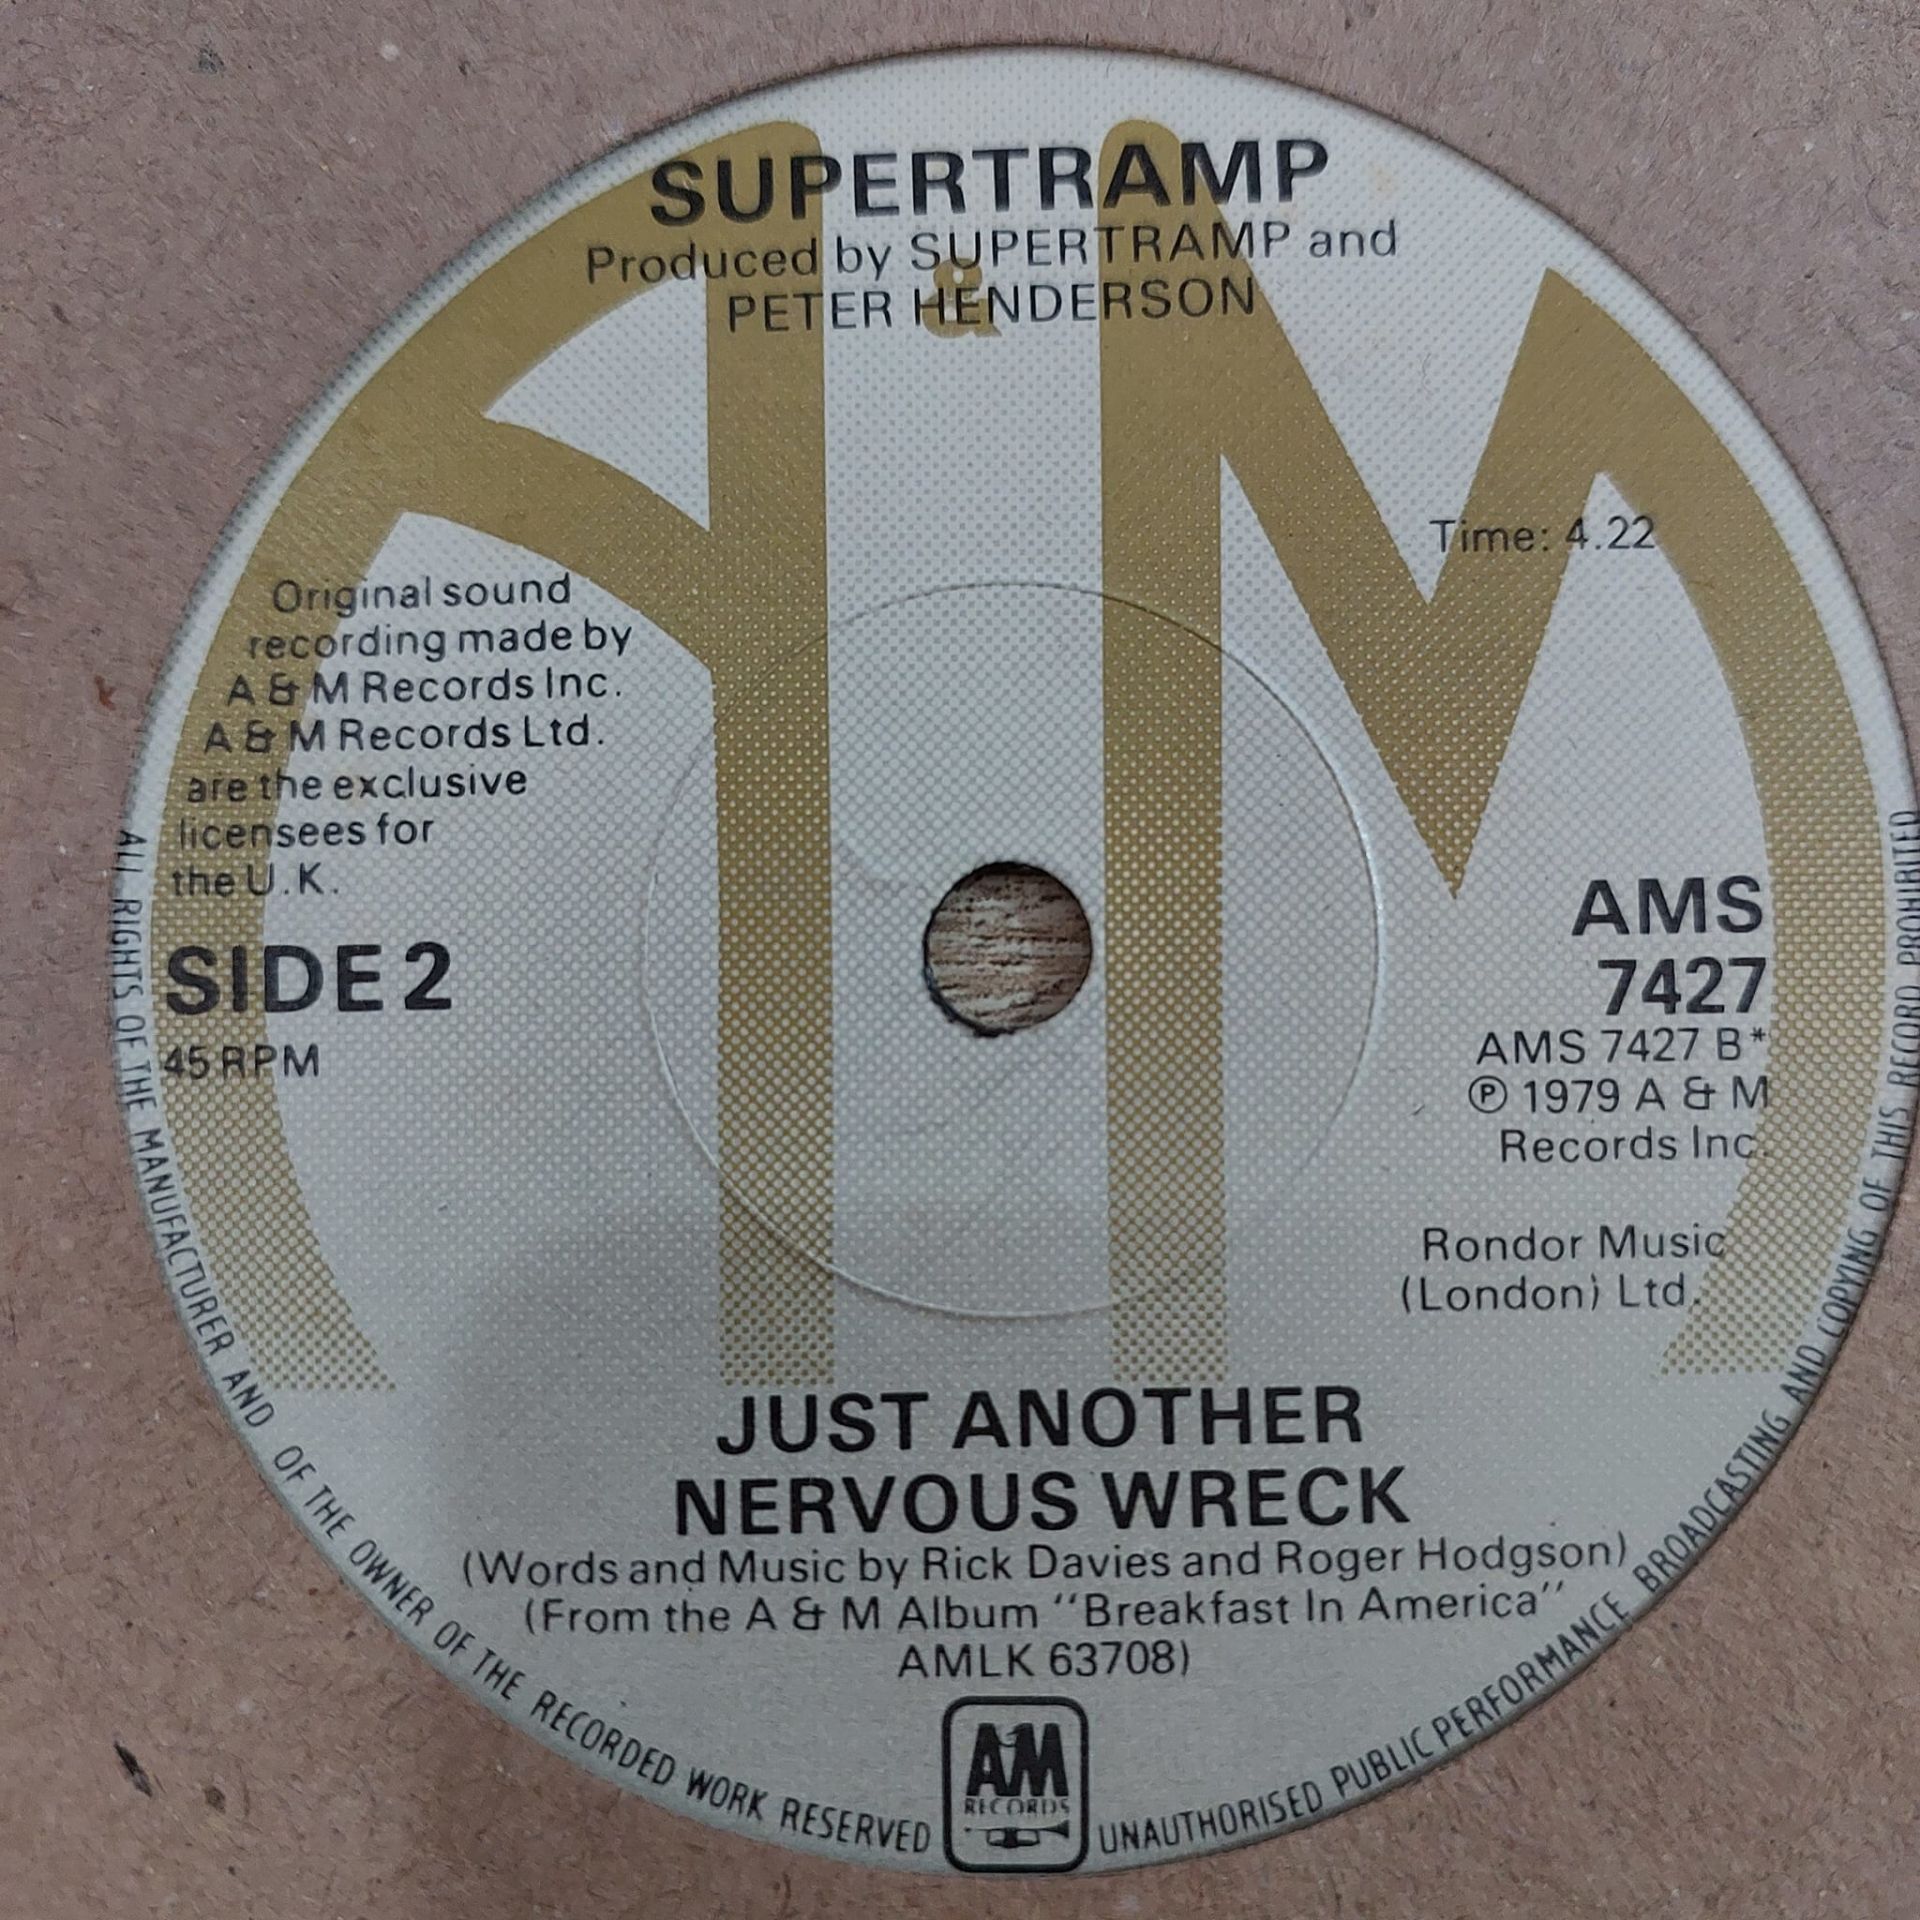 SUPERTRAMP
Produced by SUPERTRAMP and
PETER HENDERSON
&
Time: 4.22
Original sound
recording made by
A & M Records Inc.
A & M Records Ltd.
are the exclusive
licensees for
the U.K.
SIDE 2
45 RPM
AMS
7427
AMS 7427 B*
℗ 1979 A & M
Records Inc.
Rondor Music
(London) Ltd.
JUST ANOTHER
NERVOUS WRECK
(Words and Music by Rick Davies and Roger Hodgson)
(From the A & M Album "Breakfast In America"
AMLK 63708)
AM
RECORDS
ALL RIGHTS OF THE MANUFACTURER AND OF THE OWNER OF THE RECORDED WORK RESERVED
UNAUTHORISED PUBLIC PERFORMANCE BROADCASTING AND COPYING OF THIS RECORD PROHIBITED